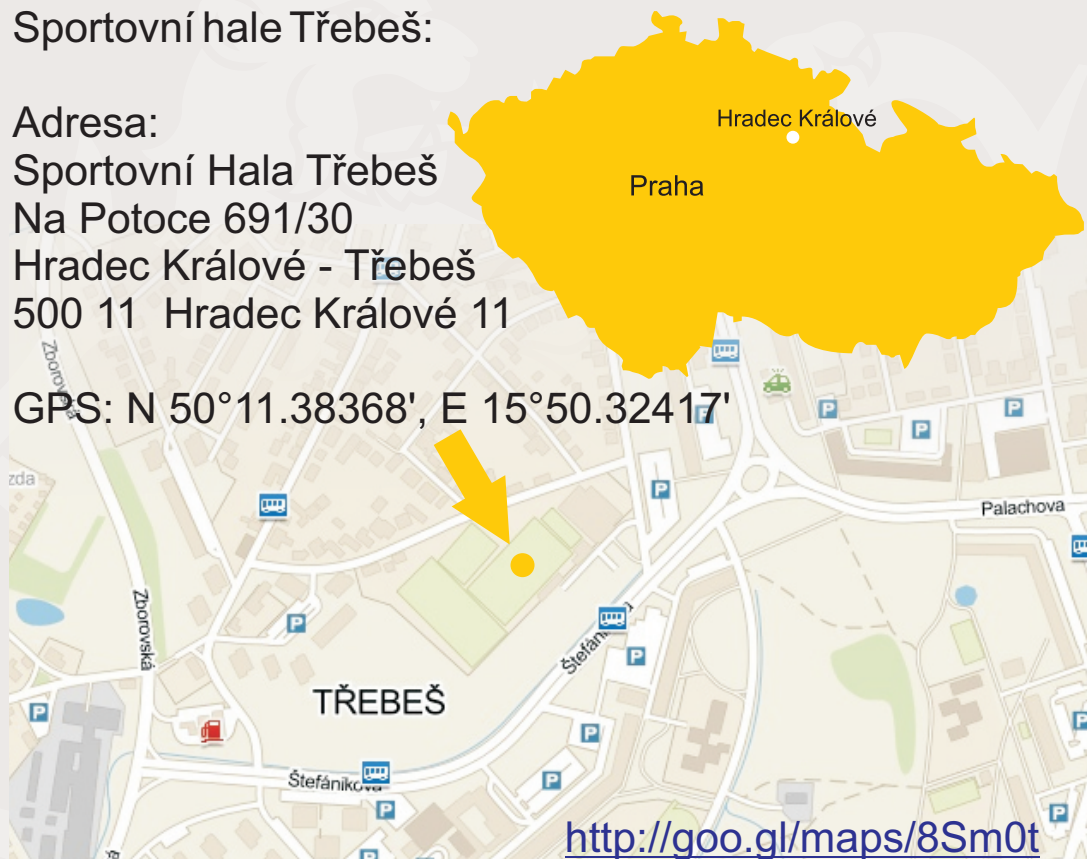 Sportovní hale Třebeš:
Adresa:
Sportovní Hala Třebeš
Na Potoce 691/30
Hradec Králové - Třebeš
500 11 Hradec Králové 11
GPS: N 50°11.38368', E 15°50.32417'
Hradec Králové
Praha
Zborovská
zda
Palachova
Zborovská
TŘEBEŠ
Štefánikova
P
P
P
P
P
P
P
P
P
P
P
P
P
http://goo.gl/maps/8Sm0t